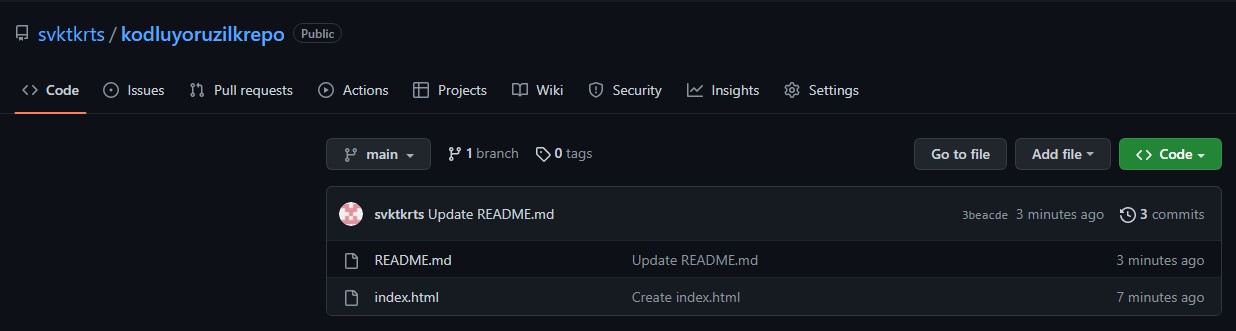 svktkrts / kodluyoruzilkrepo Public
Code Issues Pull requests Actions Projects Wiki Security Insights Settings
main 1 branch 0 tags Go to file Add file Code
svktkrts Update README.md 3beacde 3 minutes ago 3 commits
README.md Update README.md 3 minutes ago
index.html Create index.html 7 minutes ago